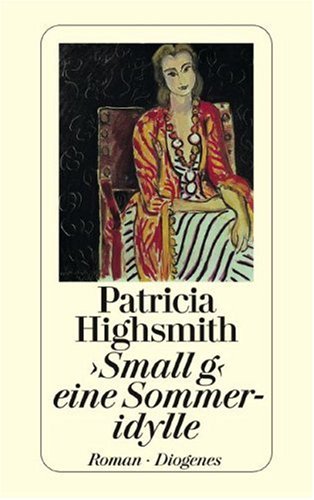 Patricia
Highsmith
›Small g‹
eine Sommer-
idylle
Roman · Diogenes